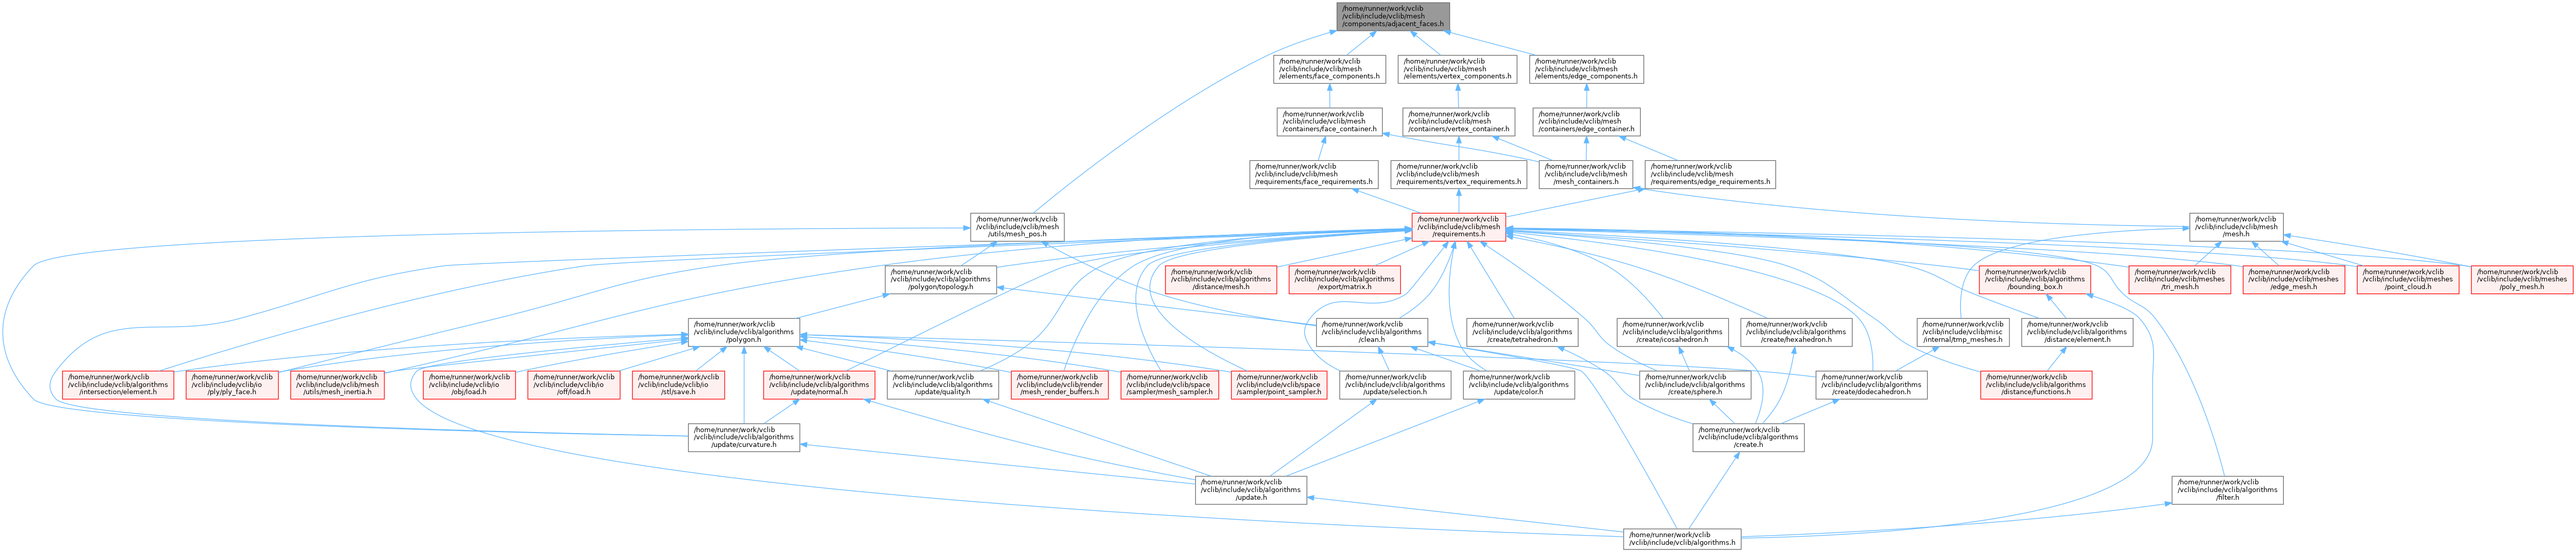 /home/runner/work/vclib
/vclib/include/vclib/mesh
/components/adjacent_faces.h
/home/runner/work/vclib
/vclib/include/vclib/mesh
/elements/face_components.h
/home/runner/work/vclib
/vclib/include/vclib/mesh
/elements/vertex_components.h
/home/runner/work/vclib
/vclib/include/vclib/mesh
/elements/edge_components.h
/home/runner/work/vclib
/vclib/include/vclib/mesh
/containers/face_container.h
/home/runner/work/vclib
/vclib/include/vclib/mesh
/containers/vertex_container.h
/home/runner/work/vclib
/vclib/include/vclib/mesh
/containers/edge_container.h
/home/runner/work/vclib
/vclib/include/vclib/mesh
/requirements/face_requirements.h
/home/runner/work/vclib
/vclib/include/vclib/mesh
/requirements/vertex_requirements.h
/home/runner/work/vclib
/vclib/include/vclib/mesh
/mesh_containers.h
/home/runner/work/vclib
/vclib/include/vclib/mesh
/requirements/edge_requirements.h
/home/runner/work/vclib
/vclib/include/vclib/mesh
/utils/mesh_pos.h
/home/runner/work/vclib
/vclib/include/vclib/mesh
/requirements.h
/home/runner/work/vclib
/vclib/include/vclib/mesh
/mesh.h
/home/runner/work/vclib
/vclib/include/vclib/algorithms
/polygon/topology.h
/home/runner/work/vclib
/vclib/include/vclib/algorithms
/distance/mesh.h
/home/runner/work/vclib
/vclib/include/vclib/algorithms
/export/matrix.h
/home/runner/work/vclib
/vclib/include/vclib/algorithms
/bounding_box.h
/home/runner/work/vclib
/vclib/include/vclib/meshes
/tri_mesh.h
/home/runner/work/vclib
/vclib/include/vclib/meshes
/edge_mesh.h
/home/runner/work/vclib
/vclib/include/vclib/meshes
/point_cloud.h
/home/runner/work/vclib
/vclib/include/vclib/meshes
/poly_mesh.h
/home/runner/work/vclib
/vclib/include/vclib/algorithms
/polygon.h
/home/runner/work/vclib
/vclib/include/vclib/algorithms
/clean.h
/home/runner/work/vclib
/vclib/include/vclib/algorithms
/create/tetrahedron.h
/home/runner/work/vclib
/vclib/include/vclib/algorithms
/create/icosahedron.h
/home/runner/work/vclib
/vclib/include/vclib/algorithms
/create/hexahedron.h
/home/runner/work/vclib
/vclib/include/vclib/misc
/internal/tmp_meshes.h
/home/runner/work/vclib
/vclib/include/vclib/algorithms
/distance/element.h
/home/runner/work/vclib
/vclib/include/vclib/algorithms
/intersection/element.h
/home/runner/work/vclib
/vclib/include/vclib/io
/ply/ply_face.h
/home/runner/work/vclib
/vclib/include/vclib/mesh
/utils/mesh_inertia.h
/home/runner/work/vclib
/vclib/include/vclib/io
/obj/load.h
/home/runner/work/vclib
/vclib/include/vclib/io
/off/load.h
/home/runner/work/vclib
/vclib/include/vclib/io
/stl/save.h
/home/runner/work/vclib
/vclib/include/vclib/algorithms
/update/normal.h
/home/runner/work/vclib
/vclib/include/vclib/algorithms
/update/quality.h
/home/runner/work/vclib
/vclib/include/vclib/render
/mesh_render_buffers.h
/home/runner/work/vclib
/vclib/include/vclib/space
/sampler/mesh_sampler.h
/home/runner/work/vclib
/vclib/include/vclib/space
/sampler/point_sampler.h
/home/runner/work/vclib
/vclib/include/vclib/algorithms
/update/selection.h
/home/runner/work/vclib
/vclib/include/vclib/algorithms
/update/color.h
/home/runner/work/vclib
/vclib/include/vclib/algorithms
/create/sphere.h
/home/runner/work/vclib
/vclib/include/vclib/algorithms
/create/dodecahedron.h
/home/runner/work/vclib
/vclib/include/vclib/algorithms
/distance/functions.h
/home/runner/work/vclib
/vclib/include/vclib/algorithms
/update/curvature.h
/home/runner/work/vclib
/vclib/include/vclib/algorithms
/create.h
/home/runner/work/vclib
/vclib/include/vclib/algorithms
/update.h
/home/runner/work/vclib
/vclib/include/vclib/algorithms
/filter.h
/home/runner/work/vclib
/vclib/include/vclib/algorithms.h